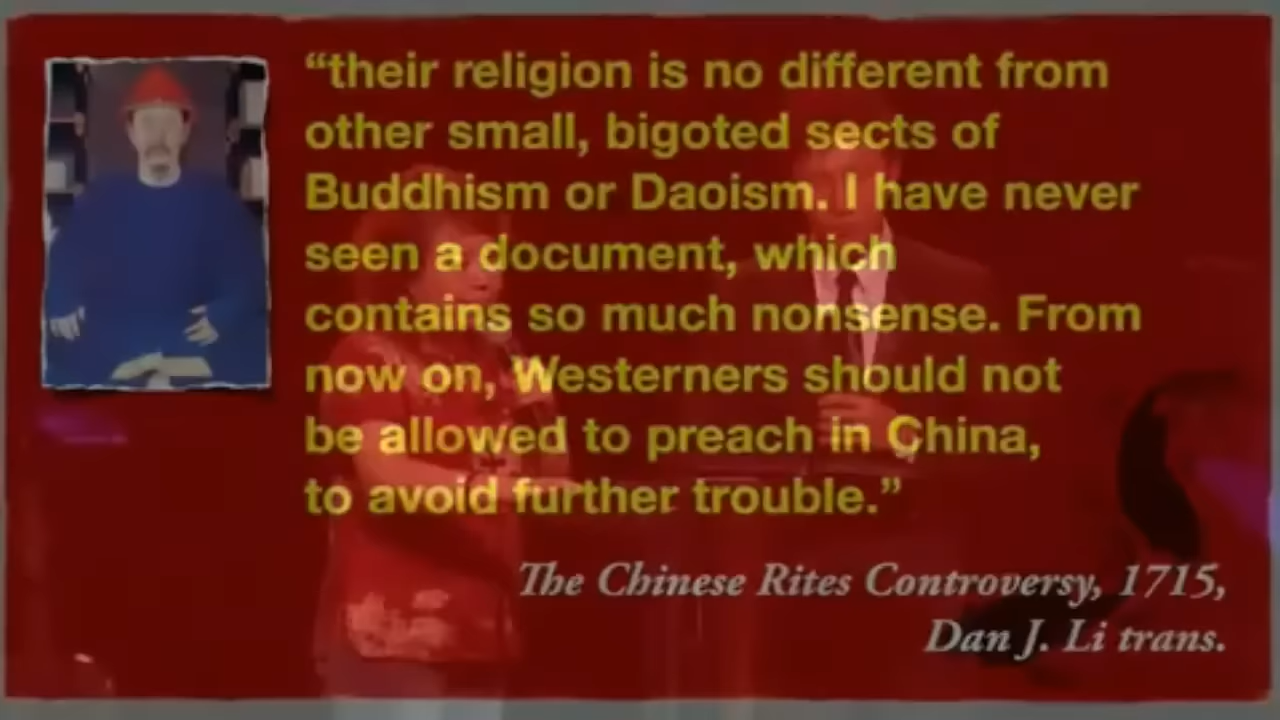 “their religion is no different from
other small, bigoted sects of
Buddhism or Daoism. I have never
seen a document, which
contains so much nonsense. From
now on, Westerners should not
be allowed to preach in China,
to avoid further trouble.”
The Chinese Rites Controversy, 1715,
Dan J. Li trans.